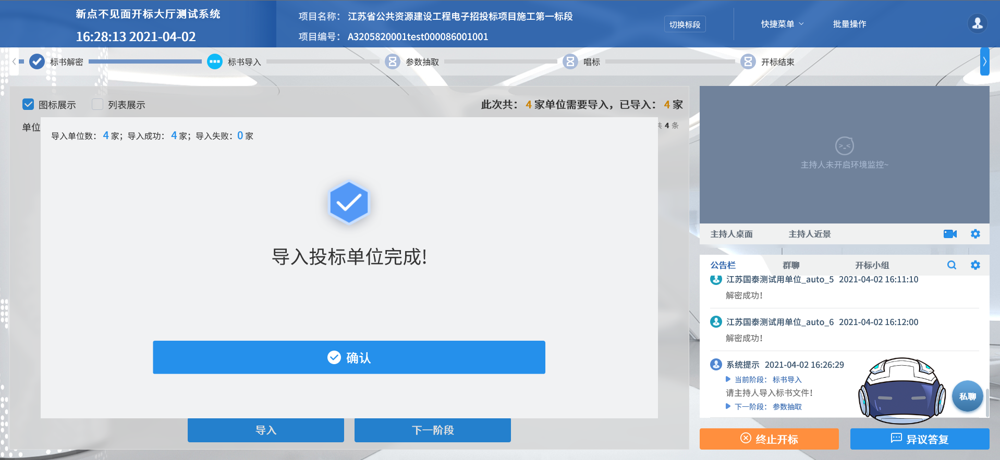 新点不见面开标大厅测试系统
16:28:13 2021-04-02
项目名称： 江苏省公共资源建设工程电子招投标项目施工第一标段
项目编号： A3205820001test000086001001
切换标段
快捷菜单
批量操作
标书解密
标书导入
参数抽取
唱标
开标结束
图标展示
列表展示
此次共： 4 家单位需要导入，已导入： 4 家
单位
共 4 条
导入单位数： 4 家；导入成功： 4 家；导入失败：0 家
导入投标单位完成!
确认
导入
下一阶段
主持人未开启环境监控~
主持人桌面
主持人近景
公告栏
群聊
开标小组
江苏国泰测试用单位_auto_5 2021-04-02 16:11:10
解密成功!
江苏国泰测试用单位_auto_6 2021-04-02 16:12:00
解密成功!
系统提示 2021-04-02 16:26:29
当前阶段： 标书导入
请主持人导入标书文件!
下一阶段： 参数抽取
私聊
终止开标
异议答复